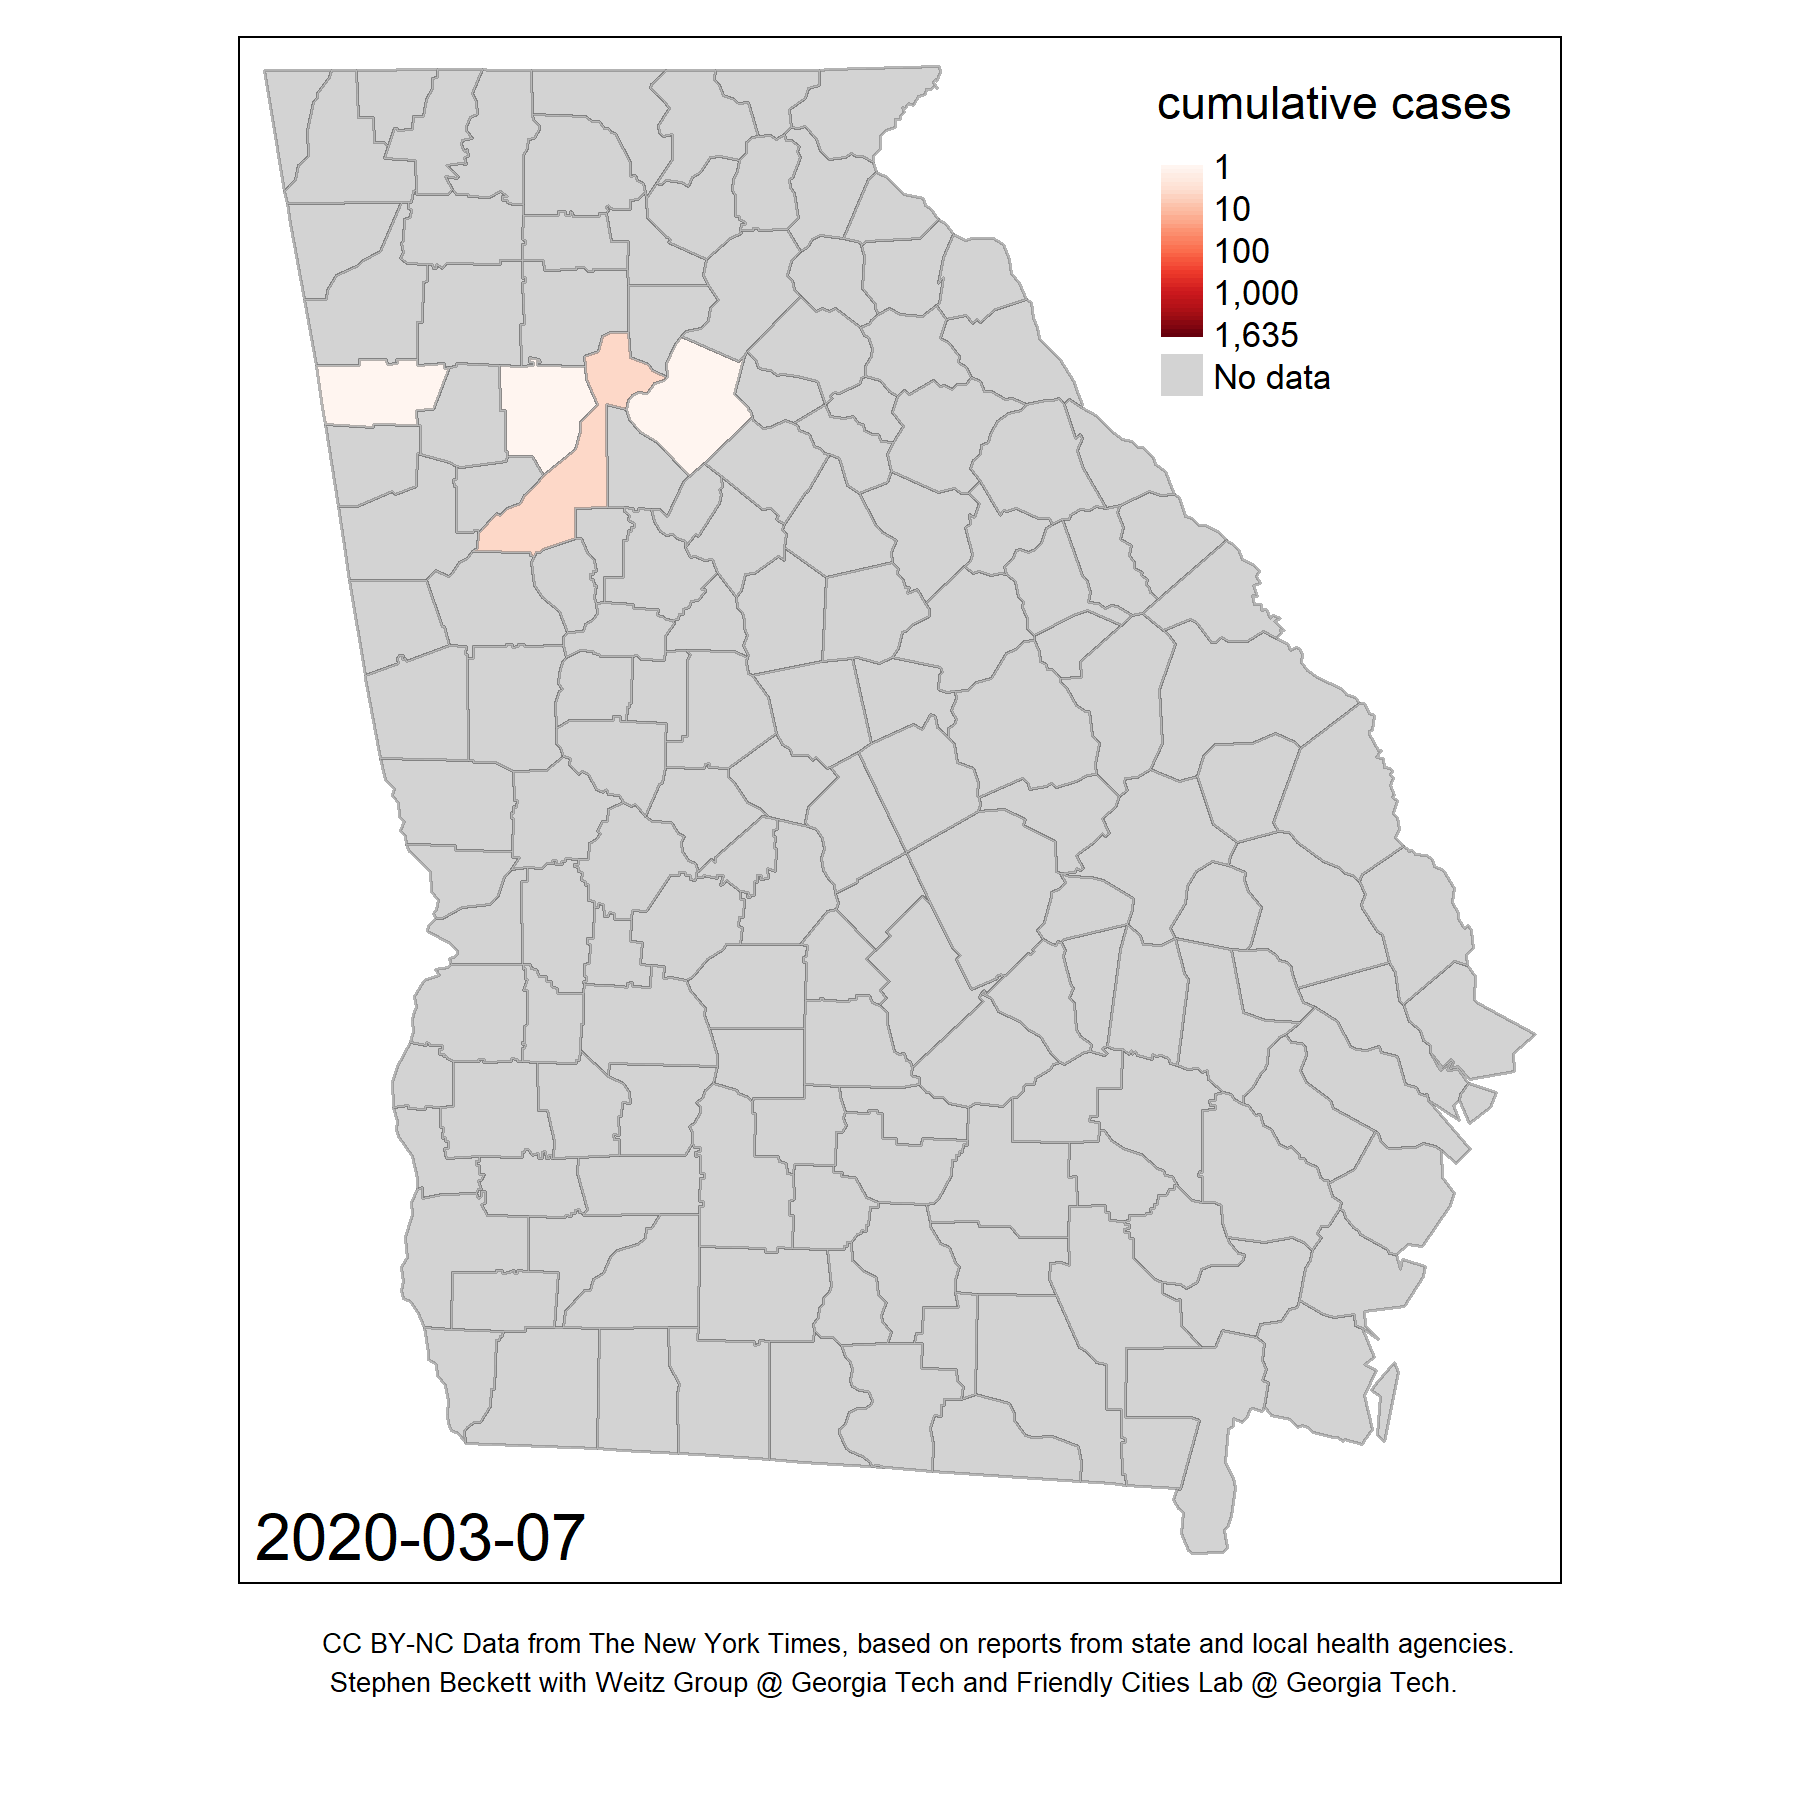 cumulative cases
1
10
100
1,000
1,635
No data
2020-03-07
CC BY-NC Data from The New York Times, based on reports from state and local health agencies.
Stephen Beckett with Weitz Group @ Georgia Tech and Friendly Cities Lab @ Georgia Tech.